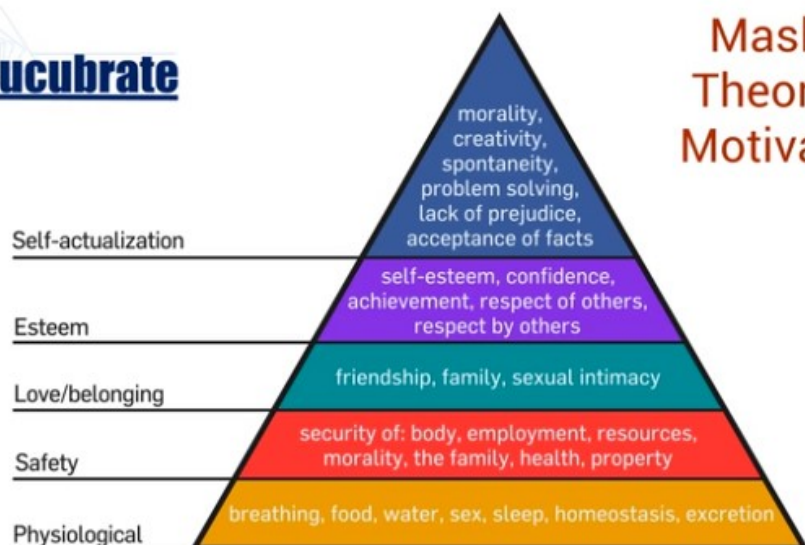 ucubrate
Mas
Theor
Motiva
morality,
creativity,
spontaneity,
problem solving,
lack of prejudice,
acceptance of facts
Self-actualization
self-esteem, confidence,
achievement, respect of others,
respect by others
Esteem
friendship, family, sexual intimacy
Love/belonging
security of: body, employment, resources,
morality, the family, health, property
Safety
breathing, food, water, sex, sleep, homeostasis, excretion
Physiological